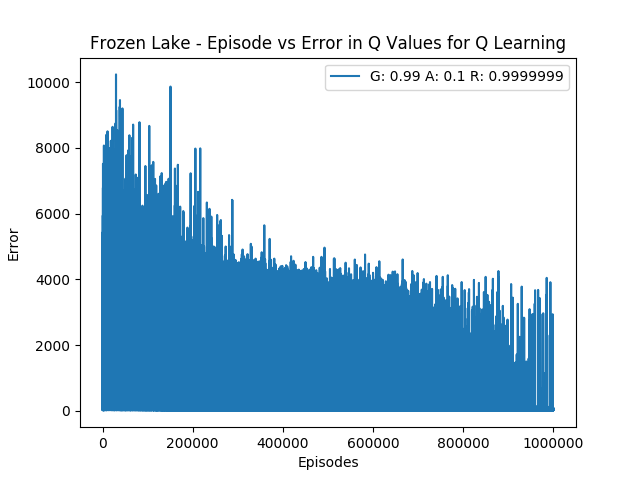 Frozen Lake - Episode vs Error in Q Values for Q Learning
G: 0.99 A: 0.1 R: 0.9999999
10000
8000
6000
4000
2000
0
Error
0 200000 400000 600000 800000 1000000
Episodes